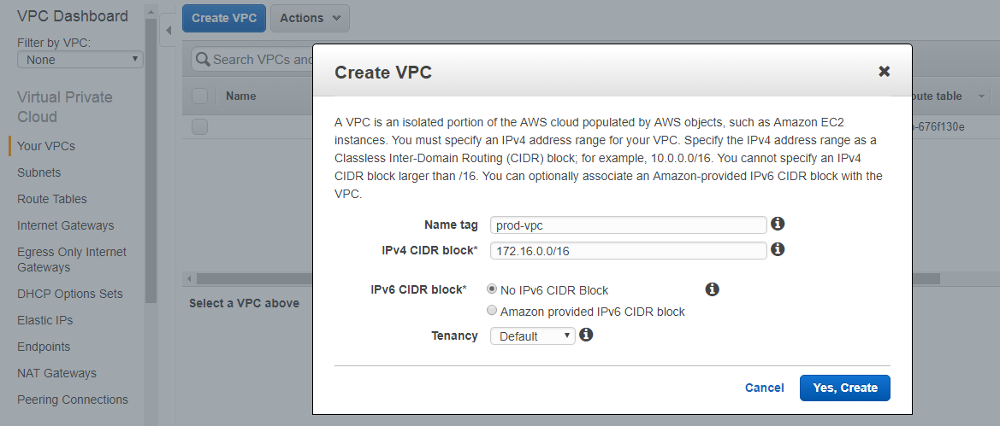 VPC Dashboard
Filter by VPC:
None
Virtual Private
Cloud
Your VPCs
Subnets
Route Tables
Internet Gateways
Egress Only Internet
Gateways
DHCP Options Sets
Elastic IPs
Endpoints
NAT Gateways
Peering Connections
Create VPC
Actions
Search VPCs and
Name
route table
-676f130e
Select a VPC above
Create VPC
A VPC is an isolated portion of the AWS cloud populated by AWS objects, such as Amazon EC2
instances. You must specify an IPv4 address range for your VPC. Specify the IPv4 address range as a
Classless Inter-Domain Routing (CIDR) block; for example, 10.0.0.0/16. You cannot specify an IPv4
CIDR block larger than /16. You can optionally associate an Amazon-provided IPv6 CIDR block with the
VPC.
Name tag prod-vpc
IPv4 CIDR block* 172.16.0.0/16
IPv6 CIDR block* No IPv6 CIDR Block
Amazon provided IPv6 CIDR block
Tenancy Default
Cancel Yes, Create